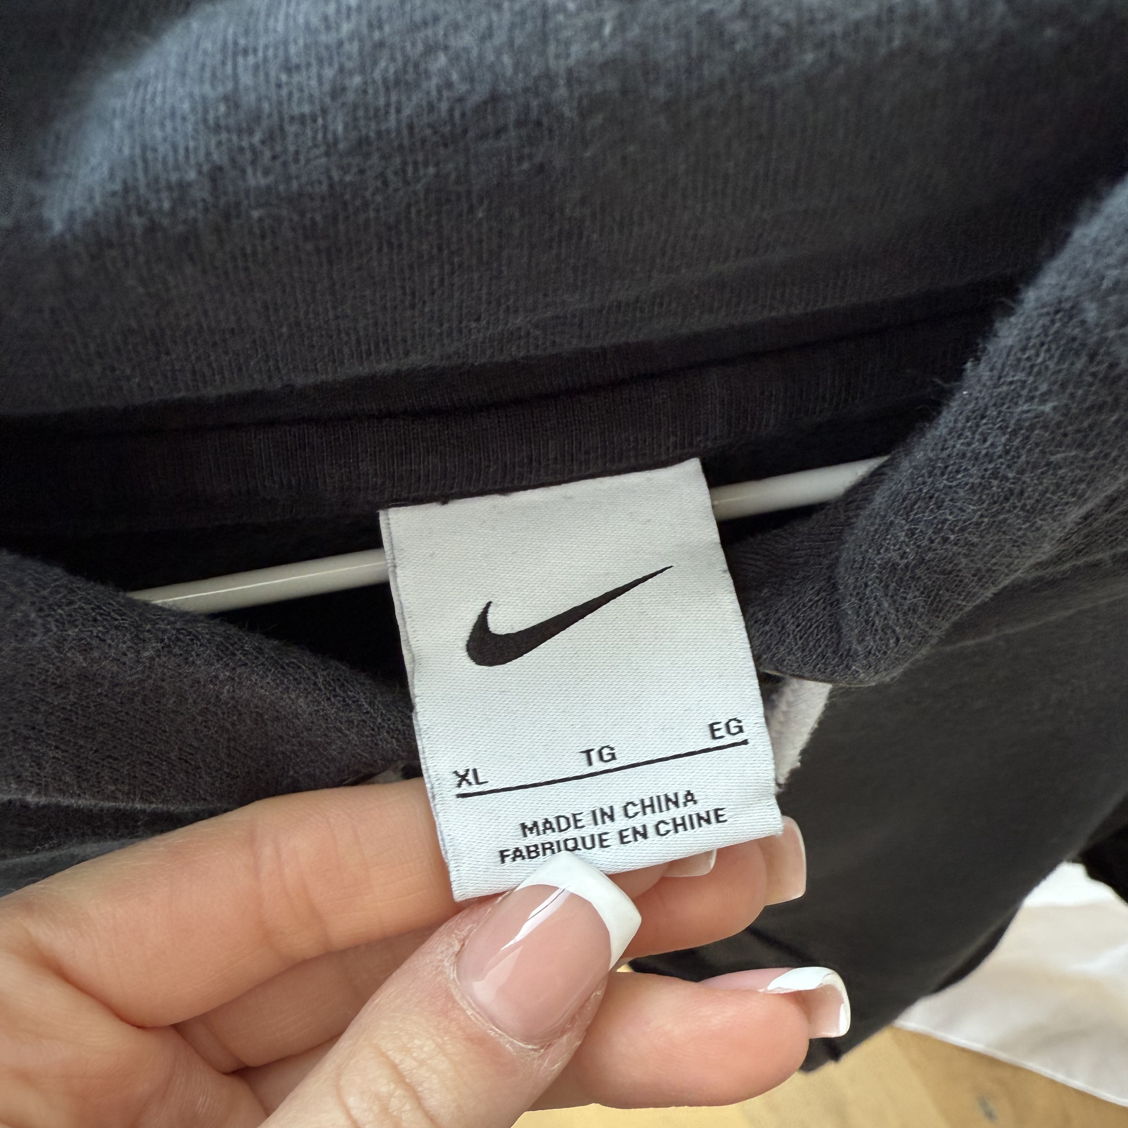 XL TG EG
MADE IN CHINA
FABRIQUE EN CHINE